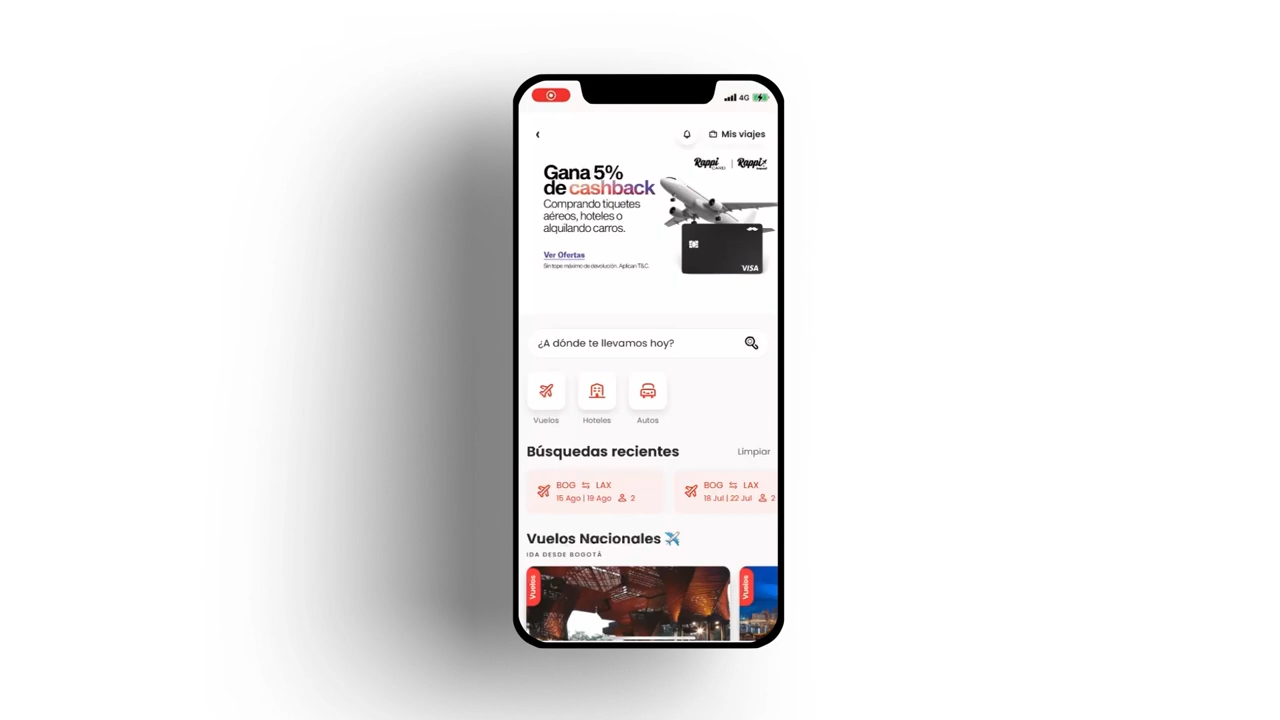 4G
Mis viajes
Rappi CARD | Rappi travel
Gana 5%
de cashback
Comprando tiquetes
aéreos, hoteles o
alquilando carros.
Ver Ofertas
Sin tope máximo de devolución. Aplican T&C.
VISA
¿A dónde te llevamos hoy?
Vuelos
Hoteles
Autos
Búsquedas recientes
Limpiar
BOG LAX
15 Ago | 19 Ago 2
BOG LAX
18 Jul | 22 Jul 2
Vuelos Nacionales
IDA DESDE BOGOTÁ
Vuelos
Vuelos